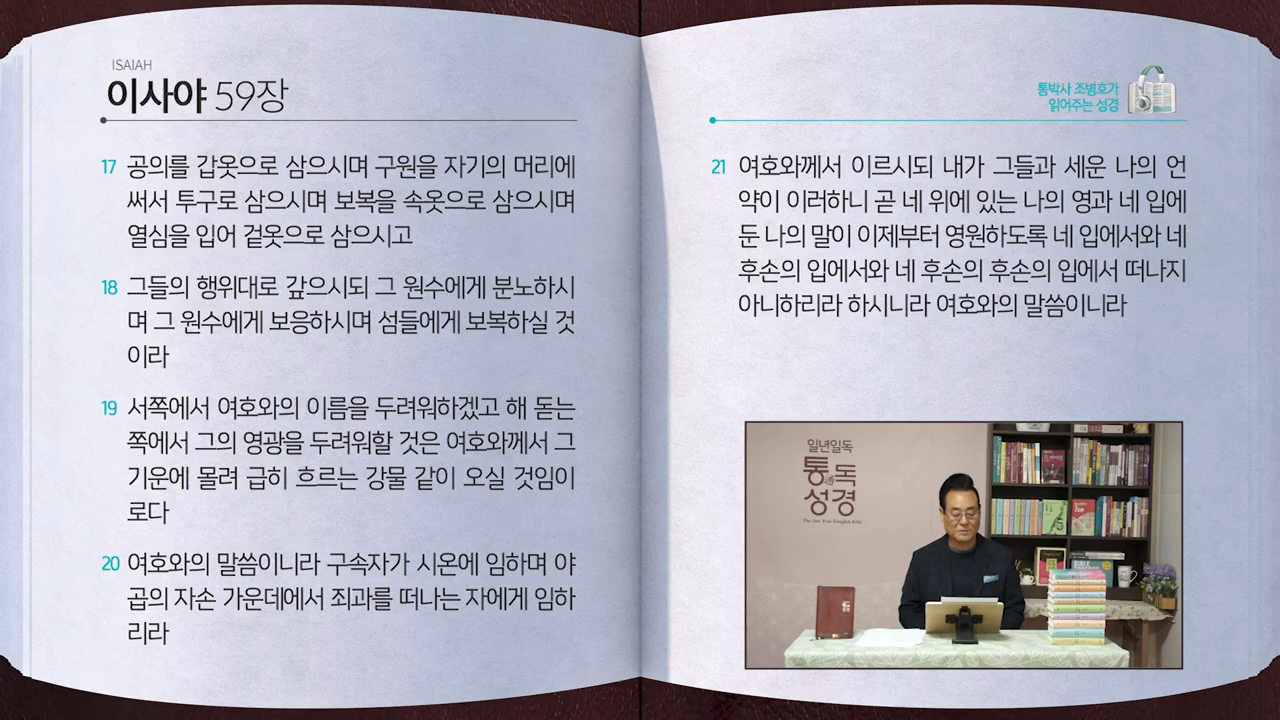 ISAIAH
이사야 59장
17 공의를 갑옷으로 삼으시며 구원을 자기의 머리에
써서 투구로 삼으시며 보복을 속옷으로 삼으시며
열심을 입어 겉옷으로 삼으시고
18 그들의 행위대로 갚으시되 그 원수에게 분노하시
며 그 원수에게 보응하시며 섬들에게 보복하실 것
이라
19 서쪽에서 여호와의 이름을 두려워하겠고 해 돋는
쪽에서 그의 영광을 두려워할 것은 여호와께서 그
기운에 몰려 급히 흐르는 강물 같이 오실 것임이
로다
20 여호와의 말씀이니라 구속자가 시온에 임하며 야
곱의 자손 가운데에서 죄과를 떠나는 자에게 임하
리라
통박사 조병호가
읽어주는 성경
21 여호와께서 이르시되 내가 그들과 세운 나의 언
약이 이러하니 곧 네 위에 있는 나의 영과 네 입에
둔 나의 말이 이제부터 영원하도록 네 입에서와 네
후손의 입에서와 네 후손의 후손의 입에서 떠나지
아니하리라 하시니라 여호와의 말씀이니라
일년일독
통독
성경
The One Year Tongdok Bible